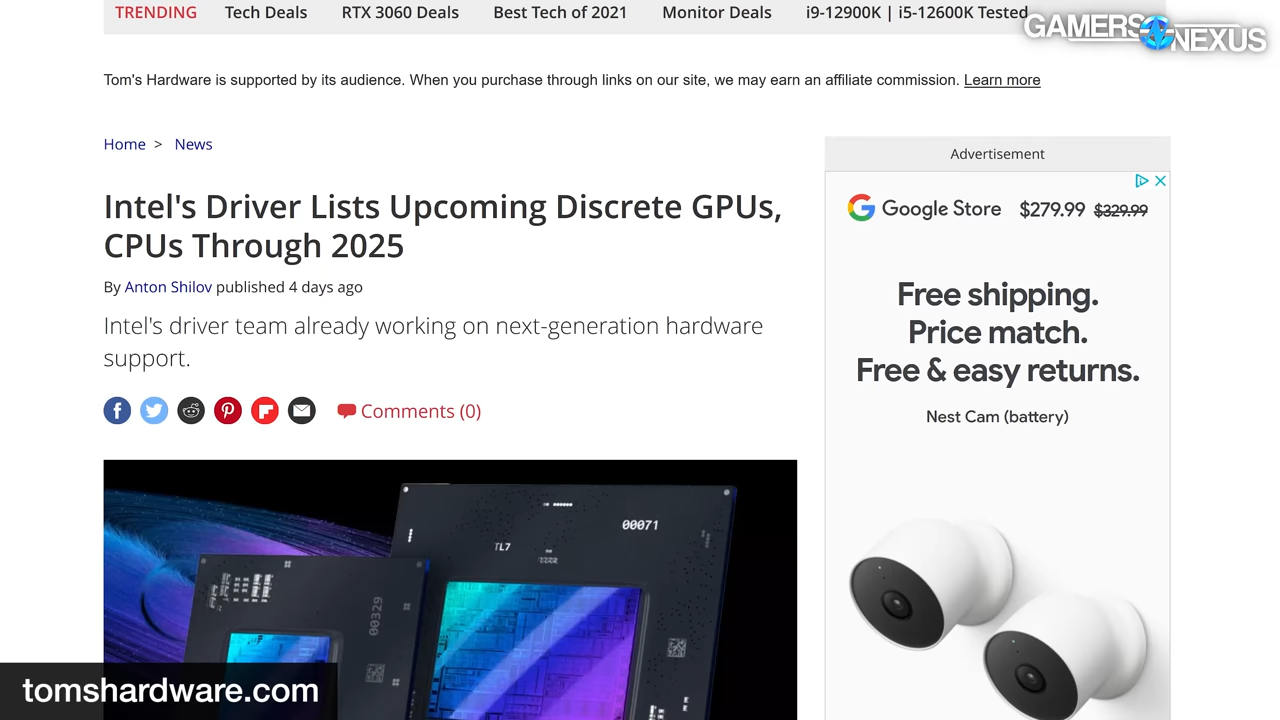 TRENDING Tech Deals RTX 3060 Deals Best Tech of 2021 Monitor Deals i9-12900K | i5-12600K Tested
GAMERS NEXUS
Tom's Hardware is supported by its audience. When you purchase through links on our site, we may earn an affiliate commission. Learn more
Home > News
Intel's Driver Lists Upcoming Discrete GPUs,
CPUs Through 2025
By Anton Shilov published 4 days ago
Intel's driver team already working on next-generation hardware
support.
Comments (0)
Advertisement
Google Store $279.99 $329.99
Free shipping.
Price match.
Free & easy returns.
Nest Cam (battery)
00071
TL7
00329
tomshardware.com